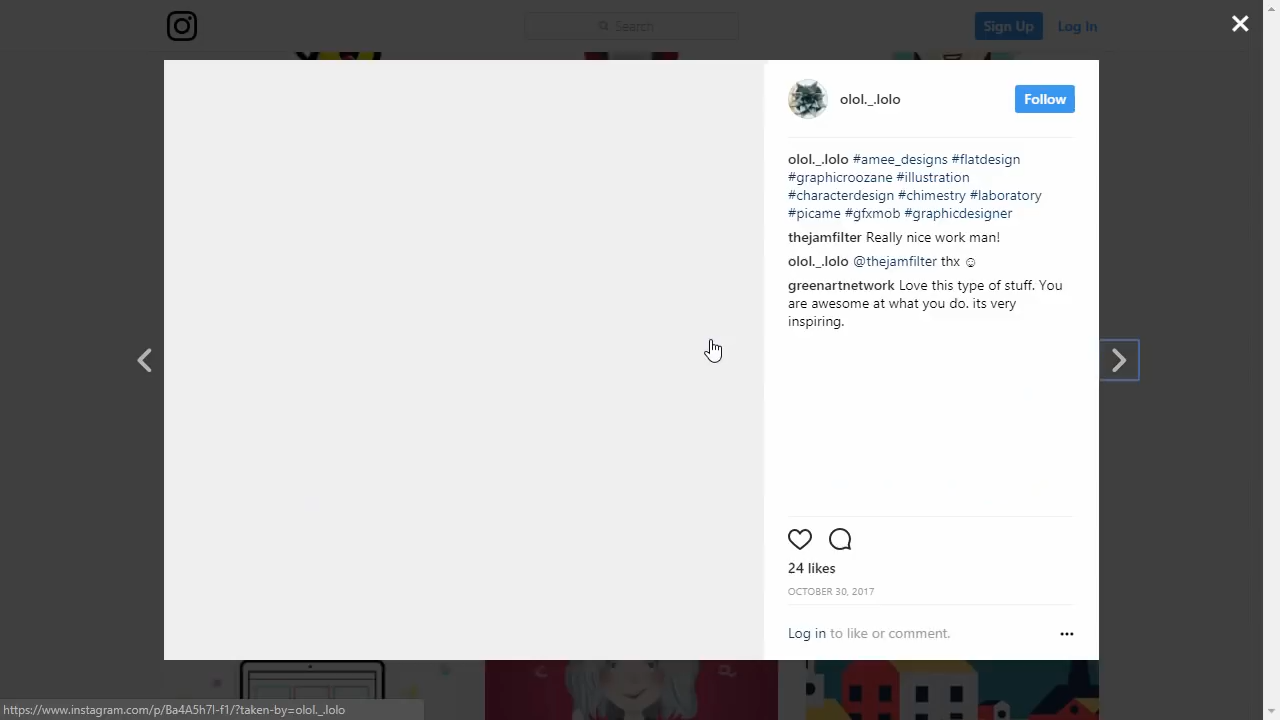 Search
Sign Up
Log In
olol._.lolo
Follow
olol._.lolo #amee_designs #flatdesign
#graphicroozane #illustration
#characterdesign #chimestry #laboratory
#picame #gfxmob #graphicdesigner
thejamfilter Really nice work man!
olol._.lolo @thejamfilter thx ☺
greenartnetwork Love this type of stuff. You
are awesome at what you do. its very
inspiring.
24 likes
OCTOBER 30, 2017
Log in to like or comment.
https://www.instagram.com/p/Ba4A5h7l-f1/?taken-by=olol._.lolo